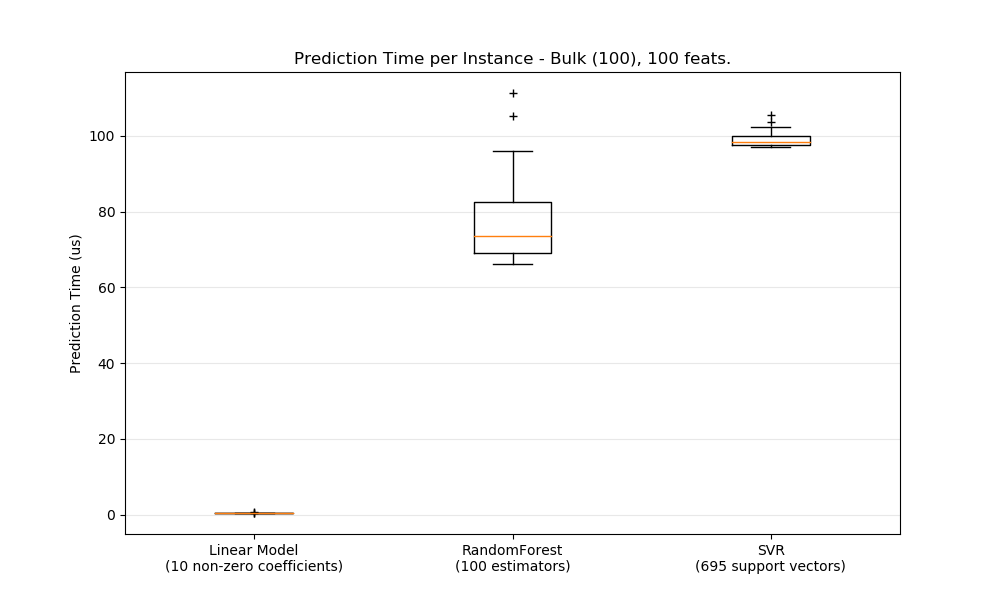 Prediction Time per Instance - Bulk (100), 100 feats.
Prediction Time (us)
100
80
60
40
20
0
Linear Model
(10 non-zero coefficients)
RandomForest
(100 estimators)
SVR
(695 support vectors)